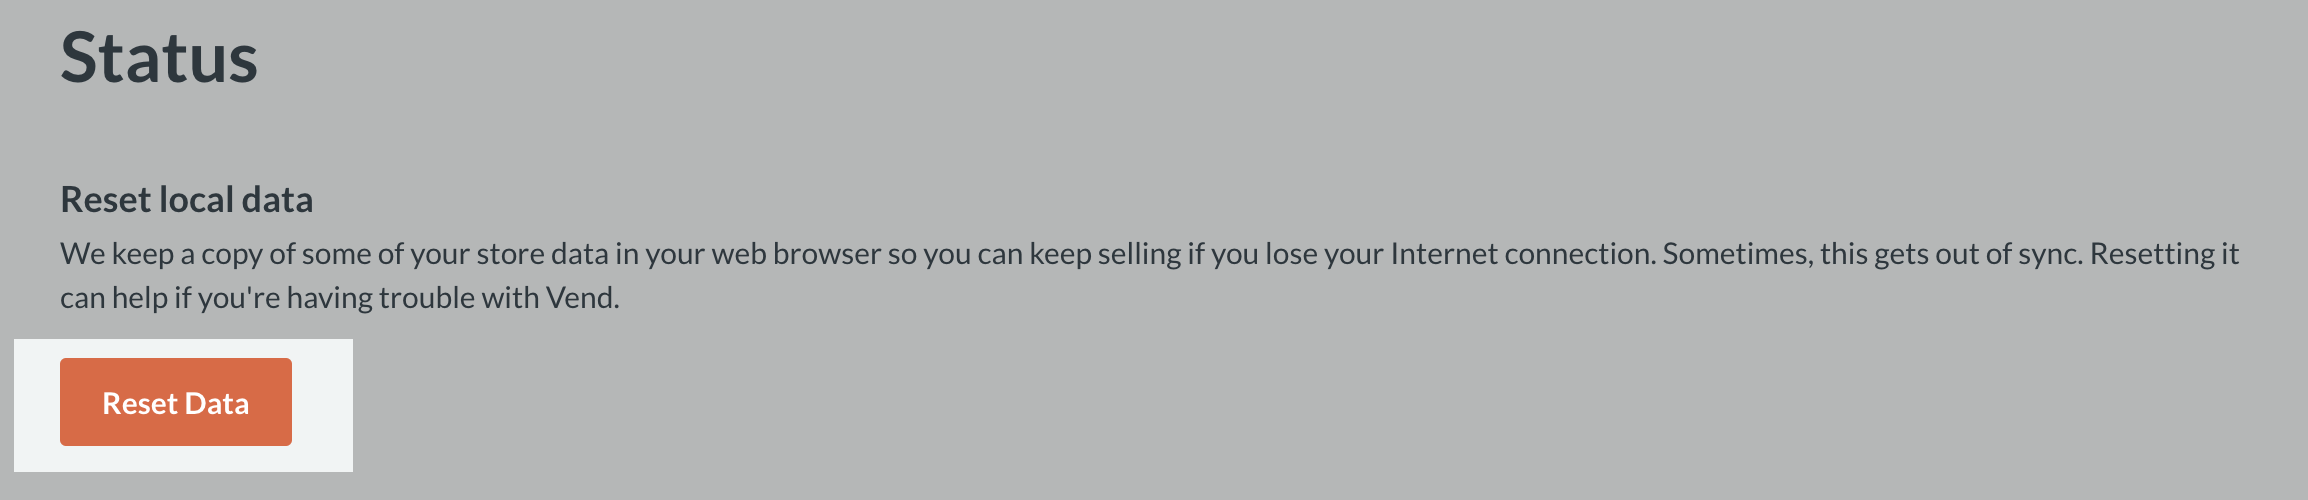 Status
Reset local data
We keep a copy of some of your store data in your web browser so you can keep selling if you lose your Internet connection. Sometimes, this gets out of sync. Resetting it
can help if you're having trouble with Vend.
Reset Data